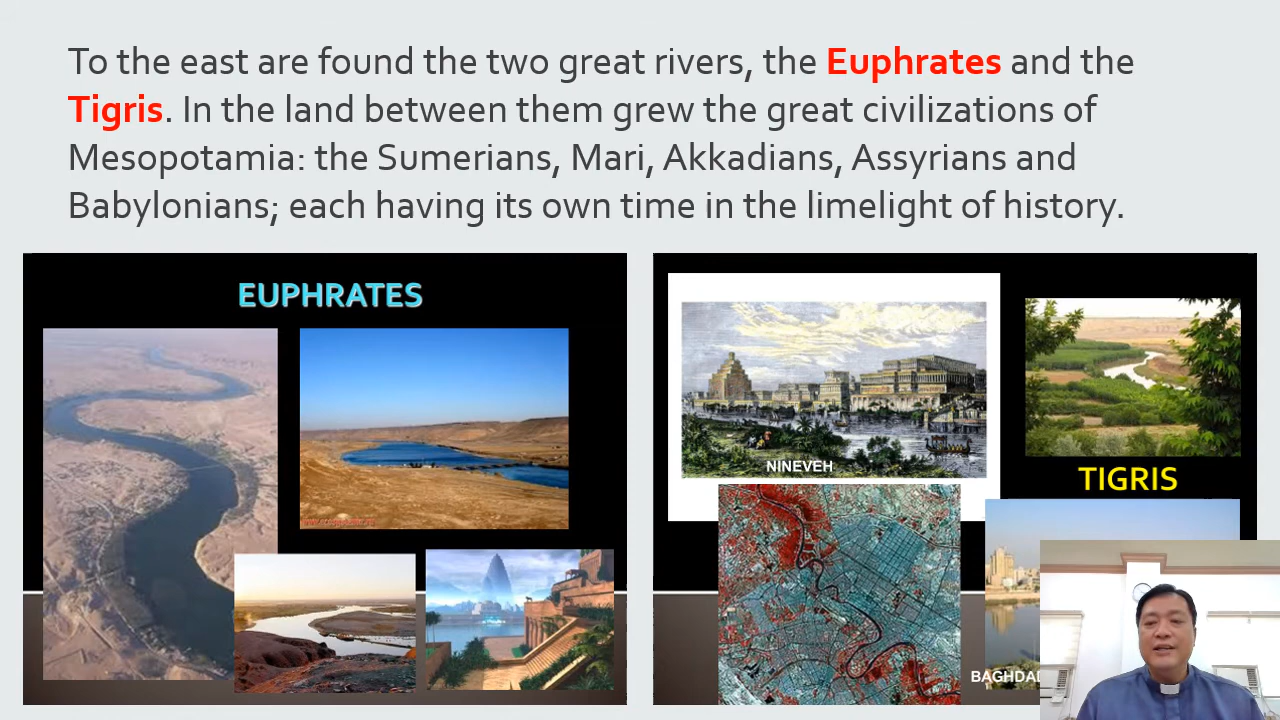 To the east are found the two great rivers, the Euphrates and the
Tigris. In the land between them grew the great civilizations of
Mesopotamia: the Sumerians, Mari, Akkadians, Assyrians and
Babylonians; each having its own time in the limelight of history.
EUPHRATES
NINEVEH
TIGRIS